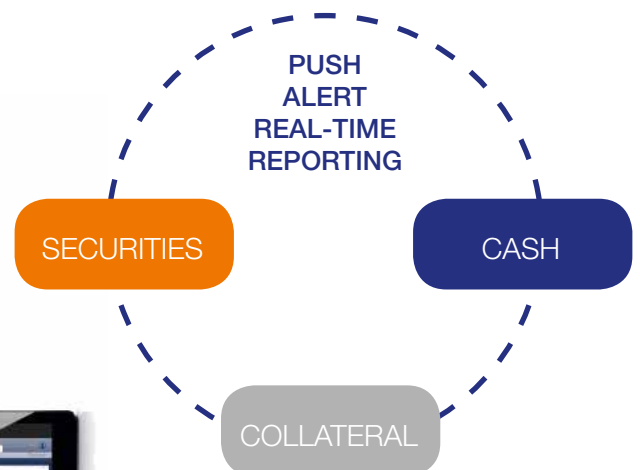 PUSH
ALERT
REAL-TIME
REPORTING
SECURITIES
CASH
COLLATERAL